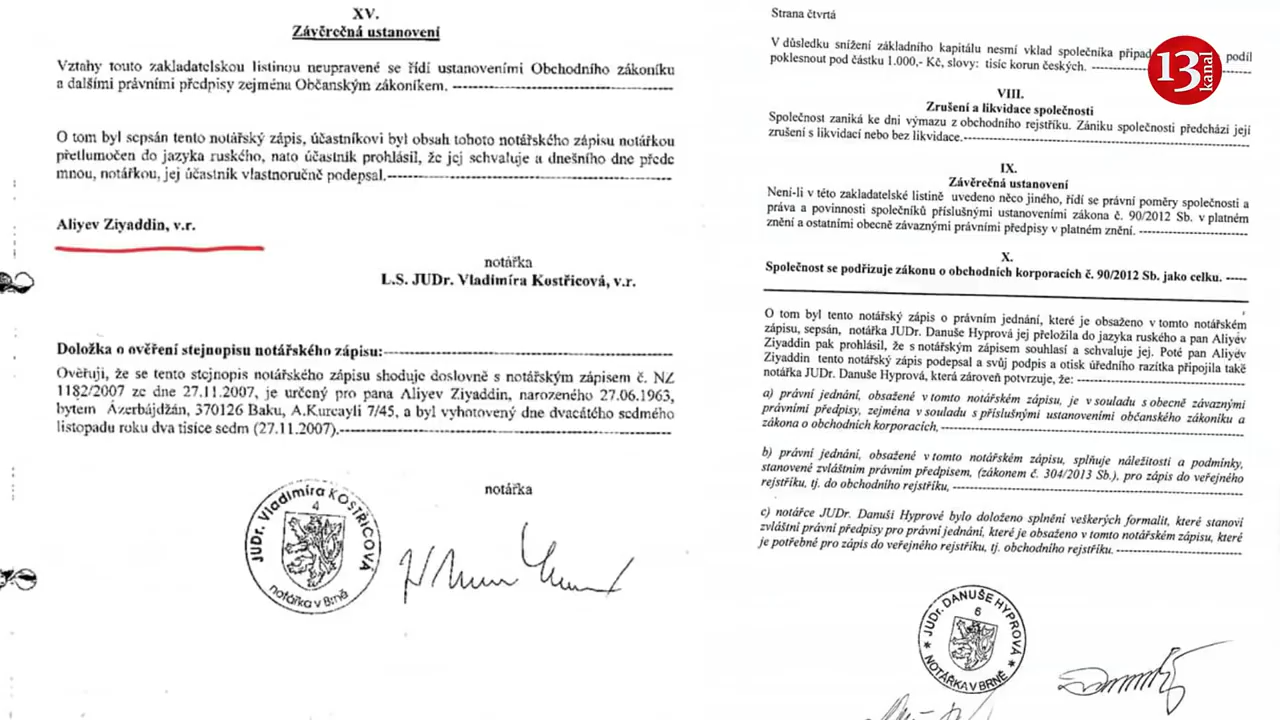 XV.
Závěrečná ustanovení
Vztahy touto zakladatelskou listinou neupravené se řídí ustanoveními Obchodního zákoníku
a dalšími právními předpisy zejména Občanským zákoníkem.
O tom byl sepsán tento notářský zápis, účastníkovi byl obsah tohoto notářského zápisu notářkou
přetlumočen do jazyka ruského, nato účastník prohlásil, že jej schvaluje a dnešního dne přede
mnou, notářkou, jej účastník vlastnoručně podepsal.
Aliyev Ziyaddin, v.r.
notářka
L.S. JUDr. Vladimíra Kostřicová, v.r.
Doložka o ověření stejnopisu notářského zápisu:
Ověřuji, že se tento stejnopis notářského zápisu shoduje doslovně s notářským zápisem č. NZ
1182/2007 ze dne 27.11.2007, je určený pro pana Aliyev Ziyaddin, narozeného 27.06.1963,
bytem Ázerbájdžán, 370126 Baku, A.Kurcayli 7/45, a byl vyhotovený dne dvacátého sedmého
listopadu roku dva tisíce sedm (27.11.2007).
notářka
JUDr. Vladimíra KOSTŘICOVÁ
4
notářka v Brně
Strana čtvrtá
V důsledku snížení základního kapitálu nesmí vklad společníka podíl
poklesnout pod částku 1.000,- Kč, slovy: tisíc korun českých.
VIII.
Zrušení a likvidace společnosti
Společnost zaniká ke dni výmazu z obchodního rejstříku. Zániku společnosti předchází její
zrušení s likvidací nebo bez likvidace.
IX.
Závěrečná ustanovení
Není-li v této zakladatelské listině uvedeno něco jiného, řídí se právní poměry společnosti a
práva a povinnosti společníků příslušnými ustanoveními zákona č. 90/2012 Sb. v platném
znění a ostatními obecně závaznými právními předpisy v platném znění.
X.
Společnost se podřizuje zákonu o obchodních korporacích č. 90/2012 Sb. jako celku.
O tom byl tento notářský zápis o právním jednání, které je obsaženo v tomto notářském
zápisu, sepsán, notářka JUDr. Danuše Hyprová jej přeložila do jazyka ruského a pan Aliyev
Ziyaddin pak prohlásil, že s notářským zápisem souhlasí a schvaluje jej. Poté pan Aliyev
Ziyaddin tento notářský zápis podepsal a svůj podpis a otisk úředního razítka připojila také
notářka JUDr. Danuše Hyprová, která zároveň potvrzuje, že:
a) právní jednání, obsažené v tomto notářském zápisu, je v souladu s obecně závaznými
právními předpisy, zejména v souladu s příslušnými ustanoveními občanského zákoníku a
zákona o obchodních korporacích,
b) právní jednání, obsažené v tomto notářském zápisu, splňuje náležitosti a podmínky,
stanovené zvláštním právním předpisem, (zákonem č. 304/2013 Sb.), pro zápis do veřejného
rejstříku, tj. do obchodního rejstříku,
c) notářce JUDr. Danuši Hyprové bylo doloženo splnění veškerých formalit, které stanoví
zvláštní právní předpisy pro právní jednání, které je obsaženo v tomto notářském zápisu, které
je potřebné pro zápis do veřejného rejstříku, tj. obchodního rejstříku.
JUDr. DANUŠE HYPROVÁ
6
NOTÁŘKA V BRNĚ
13
kanal